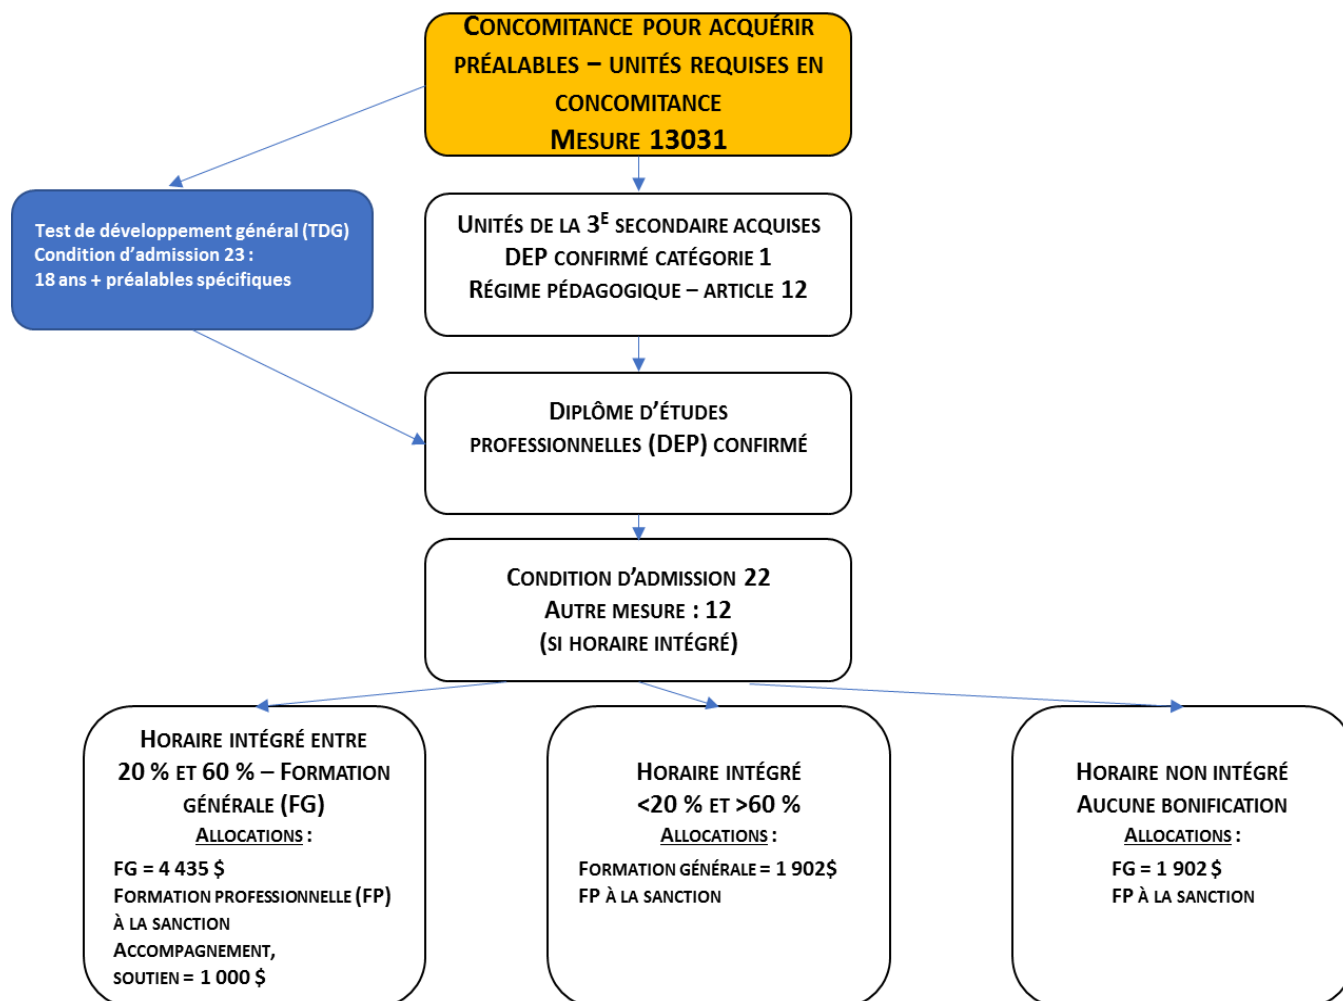 CONCOMITANCE POUR ACQUÉRIR
PRÉALABLES – UNITÉS REQUISES EN
CONCOMITANCE
MESURE 13031
Test de développement général (TDG)
Condition d’admission 23 :
18 ans + préalables spécifiques
UNITÉS DE LA 3E SECONDAIRE ACQUISES
DEP CONFIRMÉ CATÉGORIE 1
RÉGIME PÉDAGOGIQUE – ARTICLE 12
DIPLÔME D’ÉTUDES
PROFESSIONNELLES (DEP) CONFIRMÉ
CONDITION D’ADMISSION 22
AUTRE MESURE : 12
(SI HORAIRE INTÉGRÉ)
HORAIRE INTÉGRÉ ENTRE
20 % ET 60 % – FORMATION
GÉNÉRALE (FG)
ALLOCATIONS :
FG = 4 435 $
FORMATION PROFESSIONNELLE (FP)
À LA SANCTION
ACCOMPAGNEMENT,
SOUTIEN = 1 000 $
HORAIRE INTÉGRÉ
<20 % ET >60 %
ALLOCATIONS :
FORMATION GÉNÉRALE = 1 902$
FP À LA SANCTION
HORAIRE NON INTÉGRÉ
AUCUNE BONIFICATION
ALLOCATIONS :
FG = 1 902 $
FP À LA SANCTION